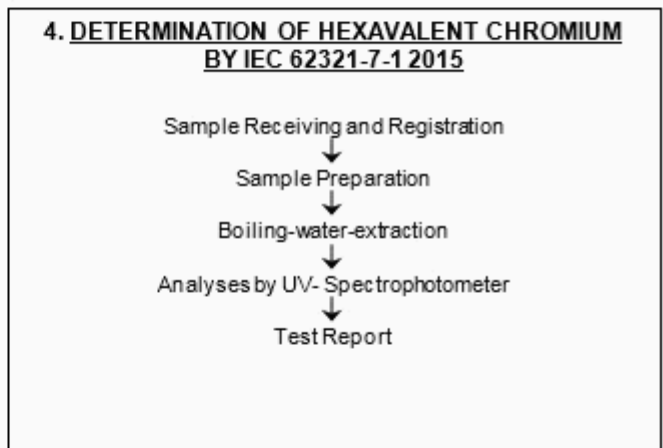 4. DETERMINATION OF HEXAVALENT CHROMIUM
BY IEC 62321-7-1 2015
Sample Receiving and Registration
Sample Preparation
Boiling-water-extraction
Analyses by UV- Spectrophotometer
Test Report